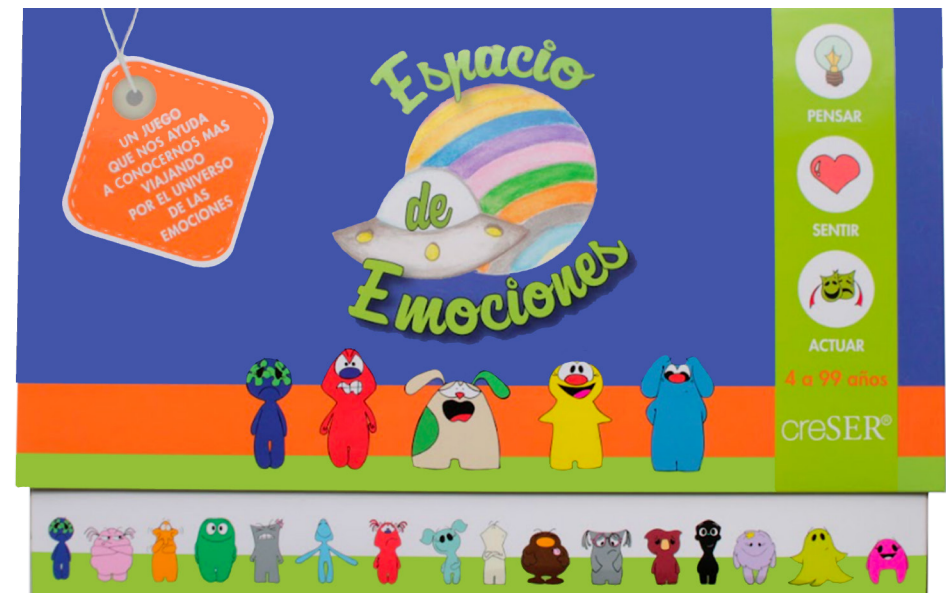 UN JUEGO
QUE NOS AYUDA
A CONOCERNOS MAS
VIAJANDO
POR EL UNIVERSO
DE LAS
EMOCIONES
Espacio
de
Emociones
PENSAR
SENTIR
ACTUAR
4 a 99 años
creSER®